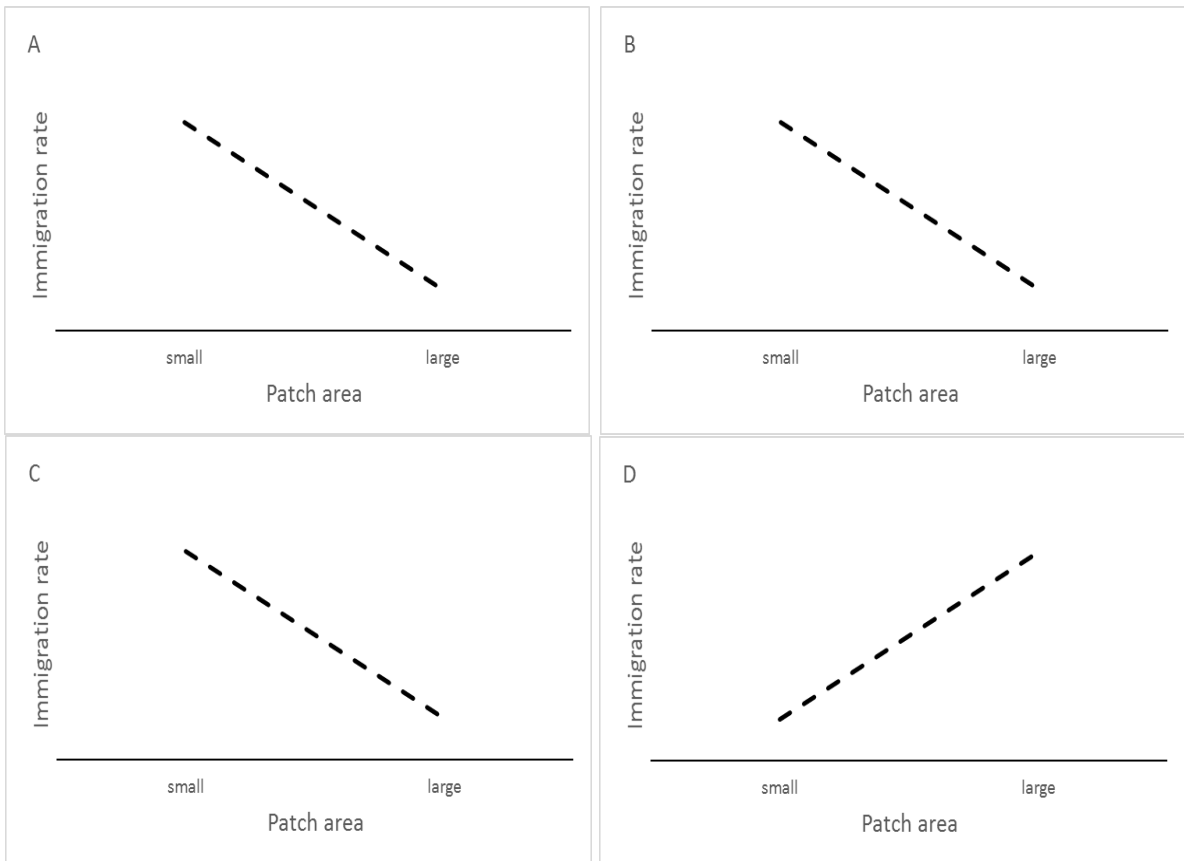 A
Immigration rate
small large
Patch area
B
Immigration rate
small large
Patch area
C
Immigration rate
small large
Patch area
D
Immigration rate
small large
Patch area